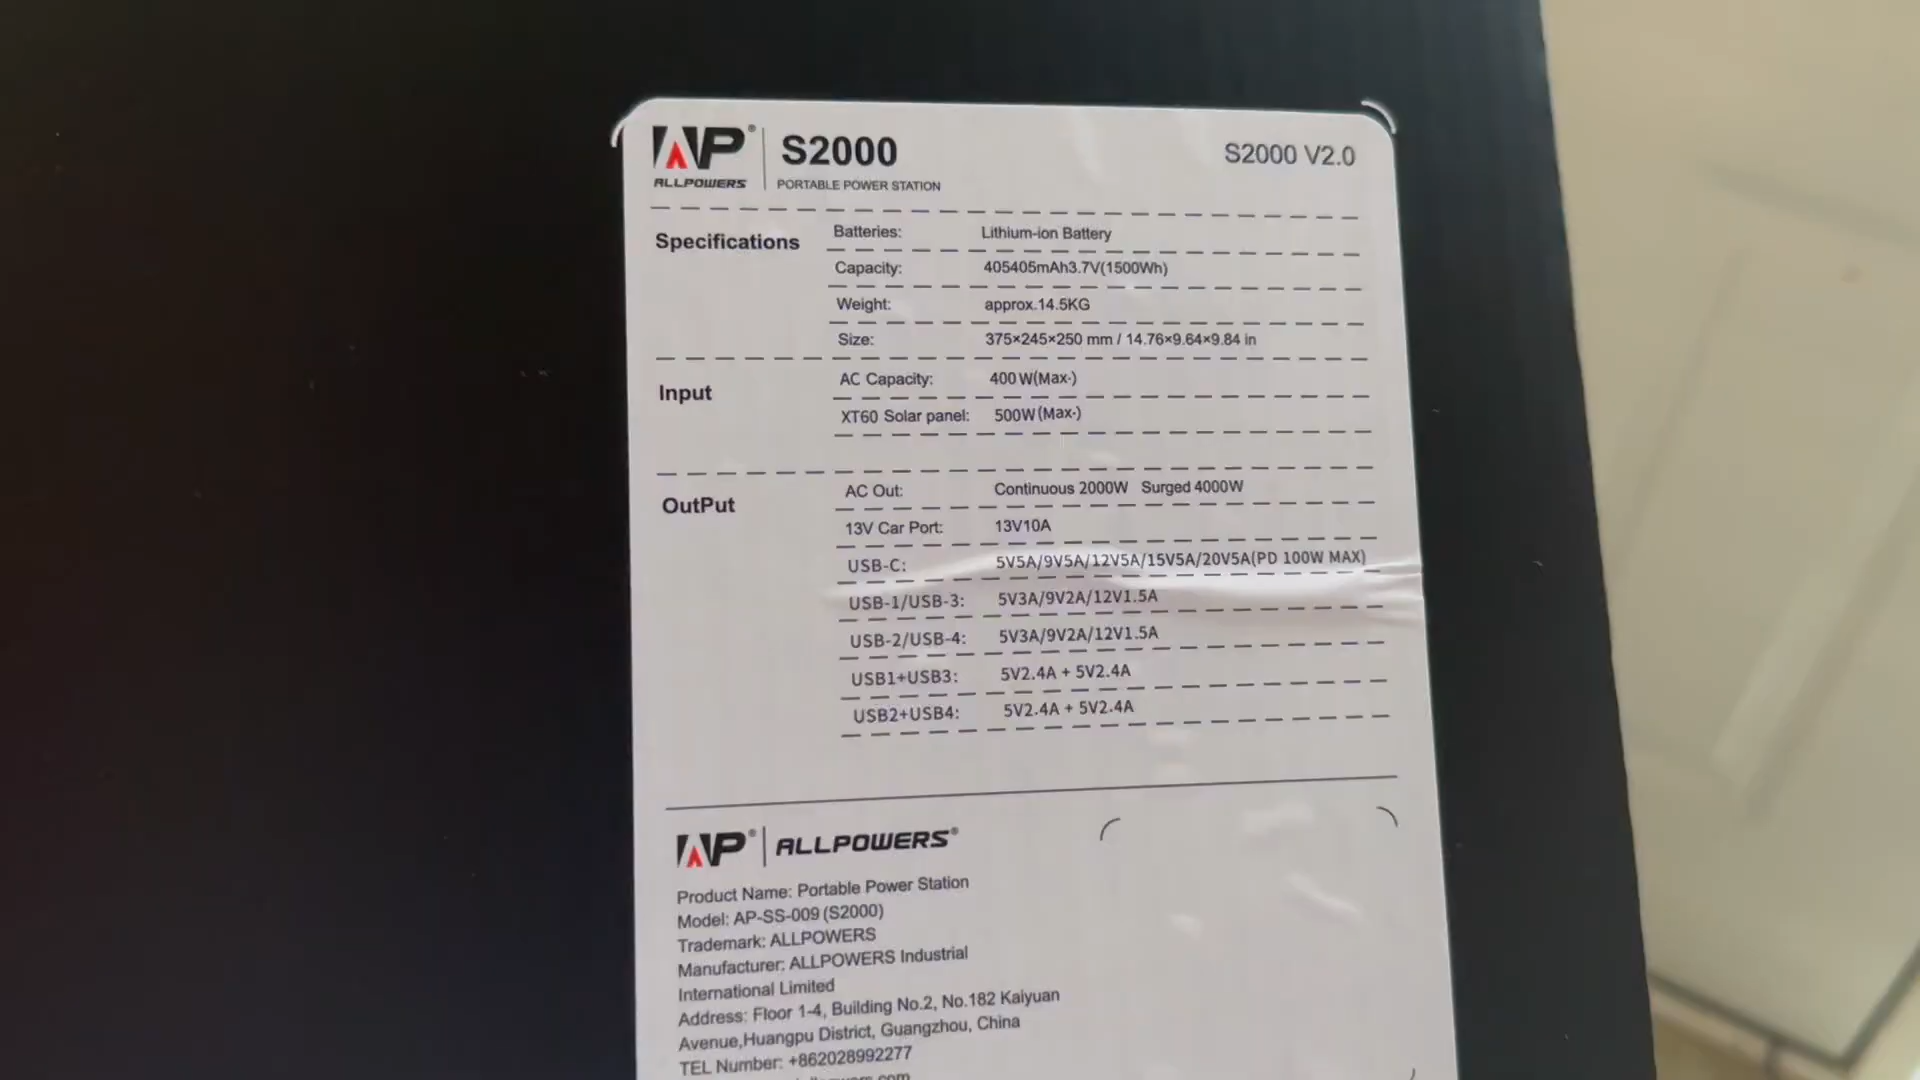 AP® ALLPOWERS
S2000
PORTABLE POWER STATION
S2000 V2.0
Specifications
Batteries: Lithium-ion Battery
Capacity: 405405mAh3.7V(1500Wh)
Weight: approx.14.5KG
Size: 375×245×250 mm / 14.76×9.64×9.84 in
Input
AC Capacity: 400W(Max·)
XT60 Solar panel: 500W(Max·)
OutPut
AC Out: Continuous 2000W Surged 4000W
13V Car Port: 13V10A
USB-C: 5V5A/9V5A/12V5A/15V5A/20V5A(PD 100W MAX)
USB-1/USB-3: 5V3A/9V2A/12V1.5A
USB-2/USB-4: 5V3A/9V2A/12V1.5A
USB1+USB3: 5V2.4A + 5V2.4A
USB2+USB4: 5V2.4A + 5V2.4A
AP® ALLPOWERS®
Product Name: Portable Power Station
Model: AP-SS-009 (S2000)
Trademark: ALLPOWERS
Manufacturer: ALLPOWERS Industrial
International Limited
Address: Floor 1-4, Building No.2, No.182 Kaiyuan
Avenue,Huangpu District, Guangzhou, China
TEL Number: +862028992277